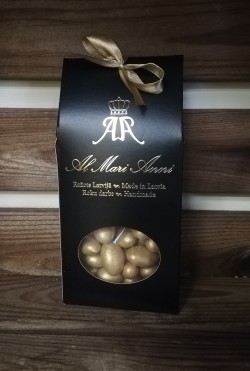 AR
Al Mari Anni
Ražots Latvijā ~ Made in Latvia
Roku darbs ~ Handmade